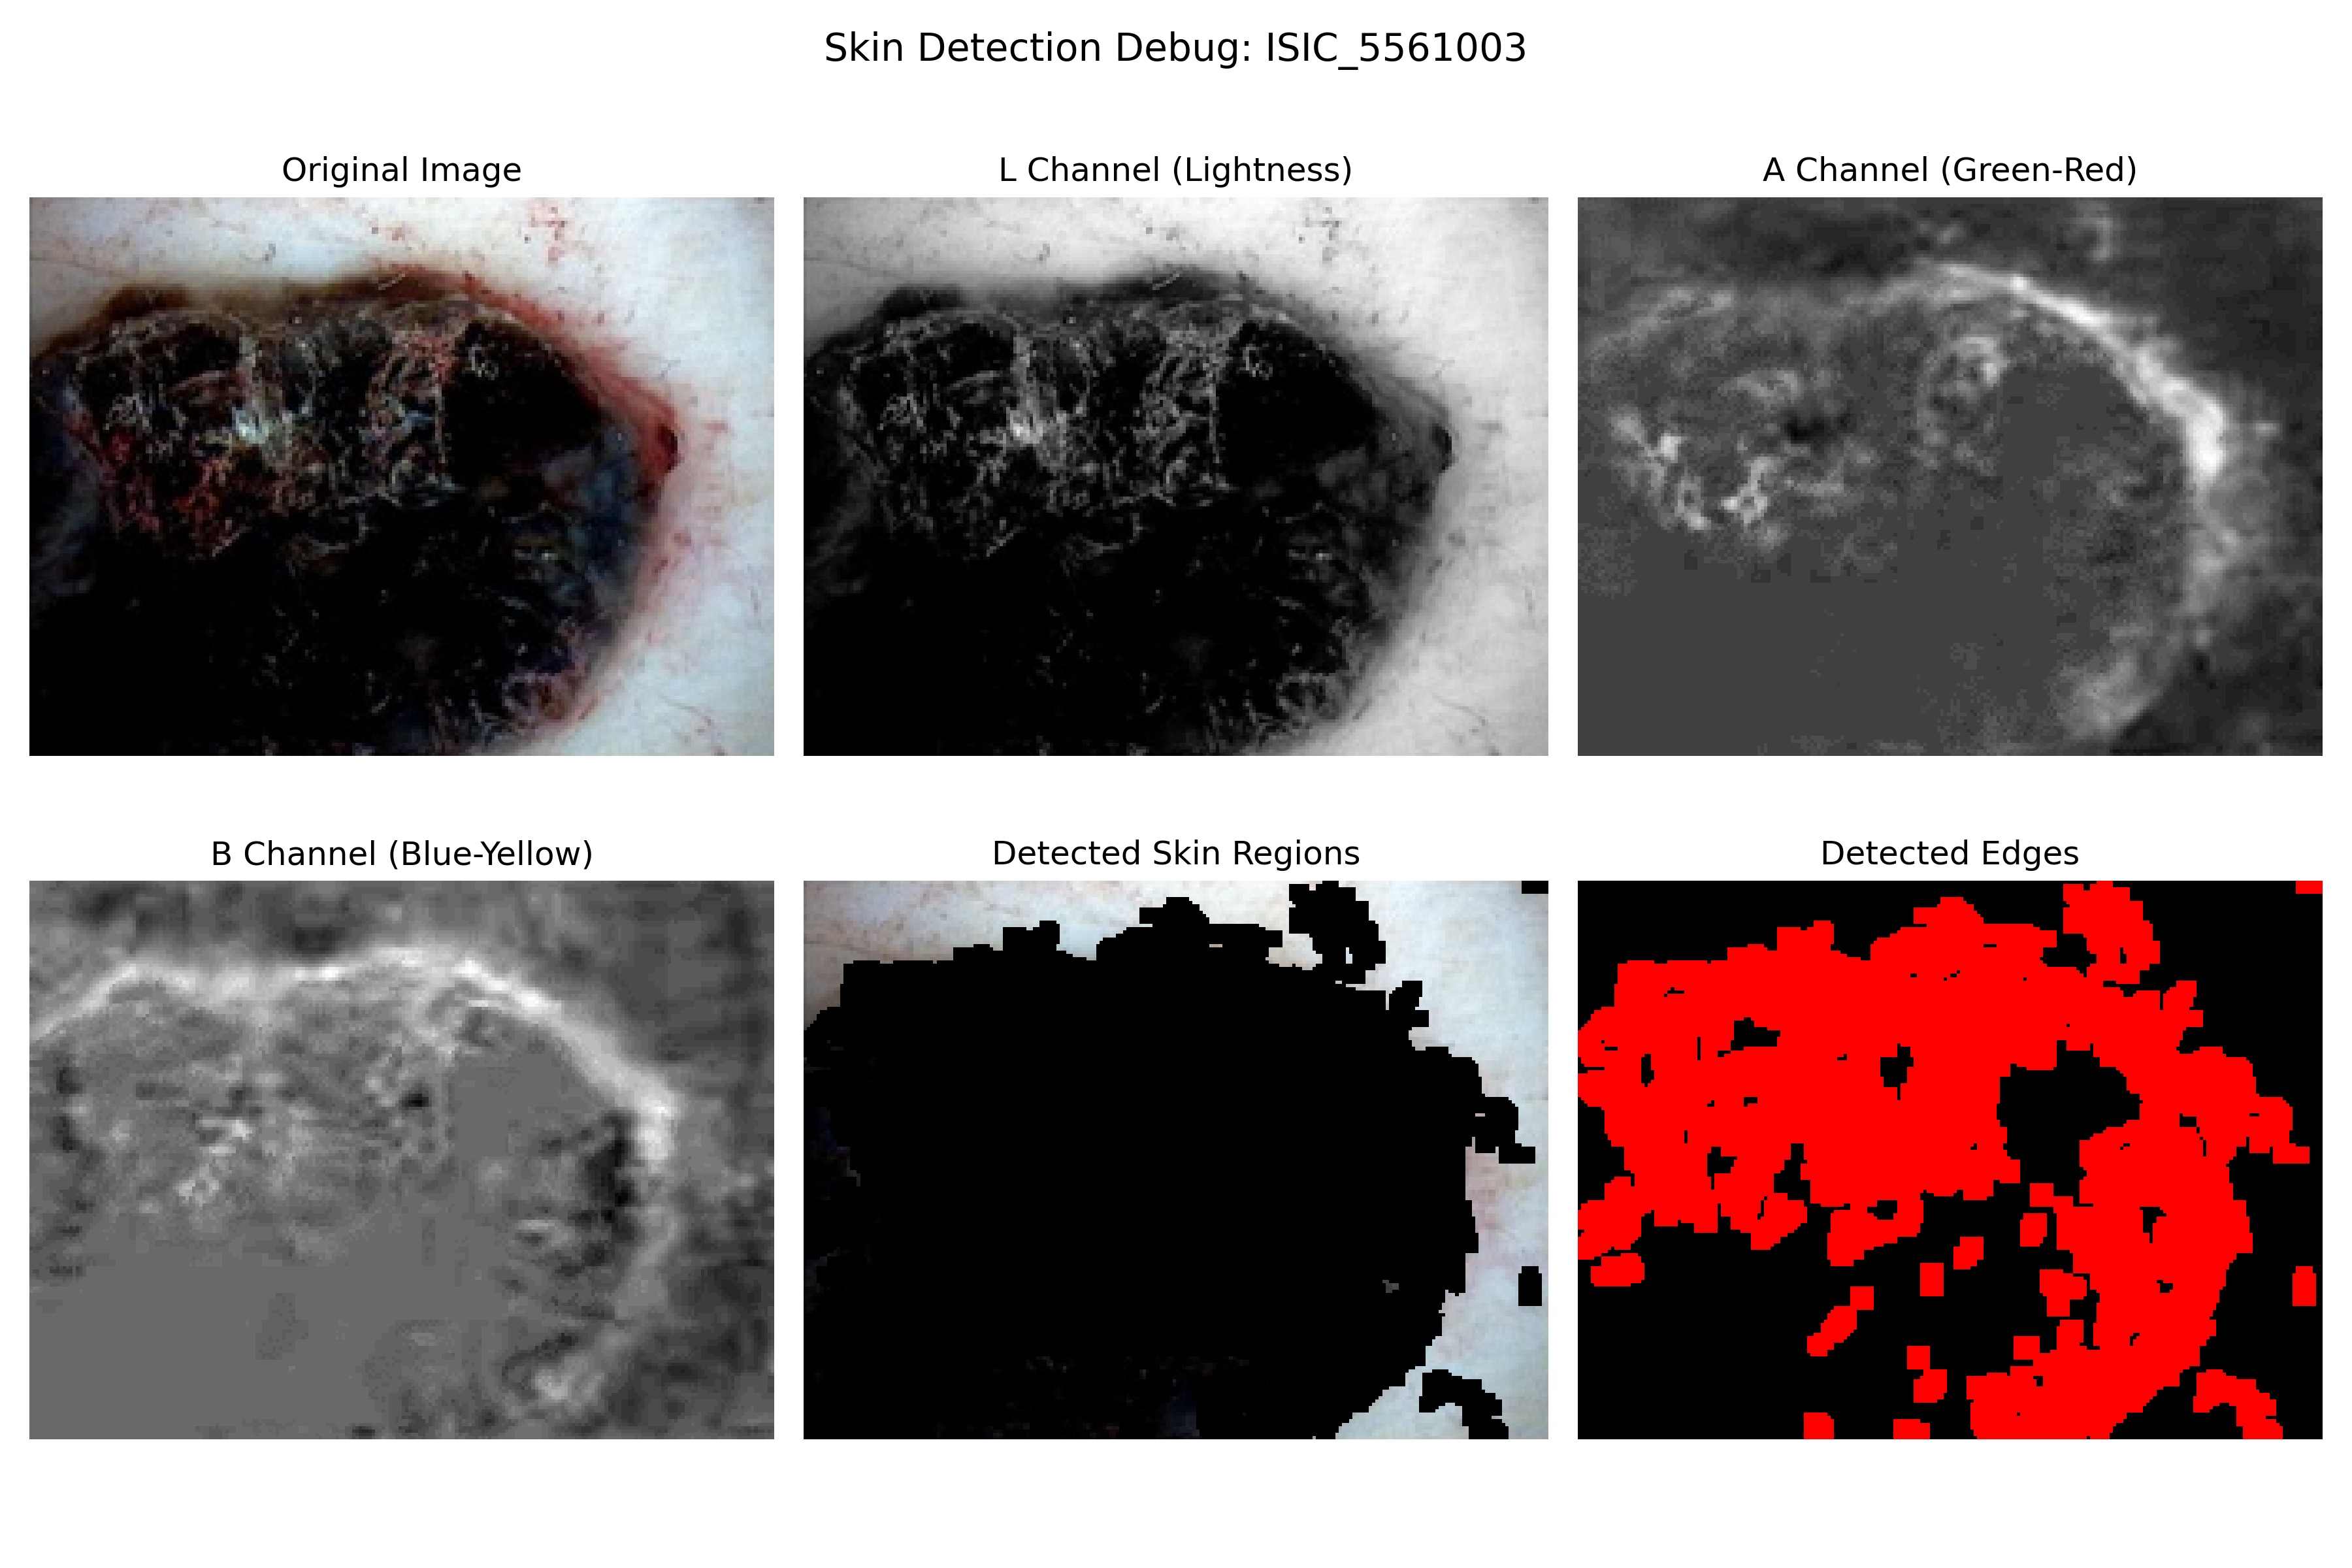 Skin Detection Debug: ISIC_5561003
Original Image
L Channel (Lightness)
A Channel (Green-Red)
B Channel (Blue-Yellow)
Detected Skin Regions
Detected Edges